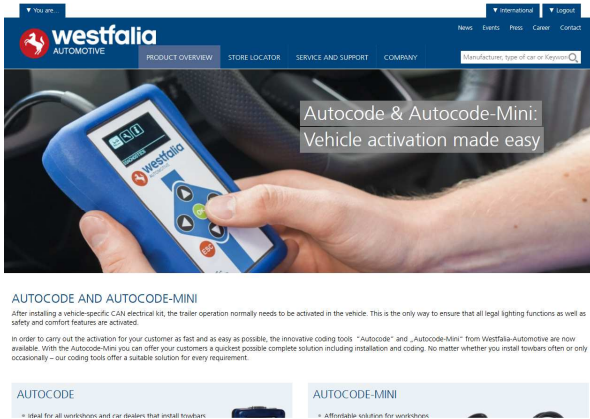 ▼ You are...
▼ International
▼ Logout
News Events Press Career Contact
westfalia
AUTOMOTIVE
PRODUCT OVERVIEW STORE LOCATOR SERVICE AND SUPPORT COMPANY
Manufacturer, type of car or Keywor
Autocode & Autocode-Mini:
Vehicle activation made easy
westfalia
AUTOMOTIVE
OK
ESC
AUTOCODE AND AUTOCODE-MINI
After installing a vehicle-specific CAN electrical kit, the trailer operation normally needs to be activated in the vehicle. This is the only way to ensure that all legal lighting functions as well as
safety and comfort features are activated.
In order to carry out the activation for your customer as fast and as easy as possible, the innovative coding tools "Autocode" and „Autocode-Mini" from Westfalia-Automotive are now
available. With the Autocode-Mini you can offer your customers a quickest possible complete solution including installation and coding. No matter whether you install towbars often or only
occasionally – our coding tools offer a suitable solution for every requirement.
AUTOCODE
Ideal for all workshops and car dealers that install towbars
AUTOCODE-MINI
Affordable solution for workshops